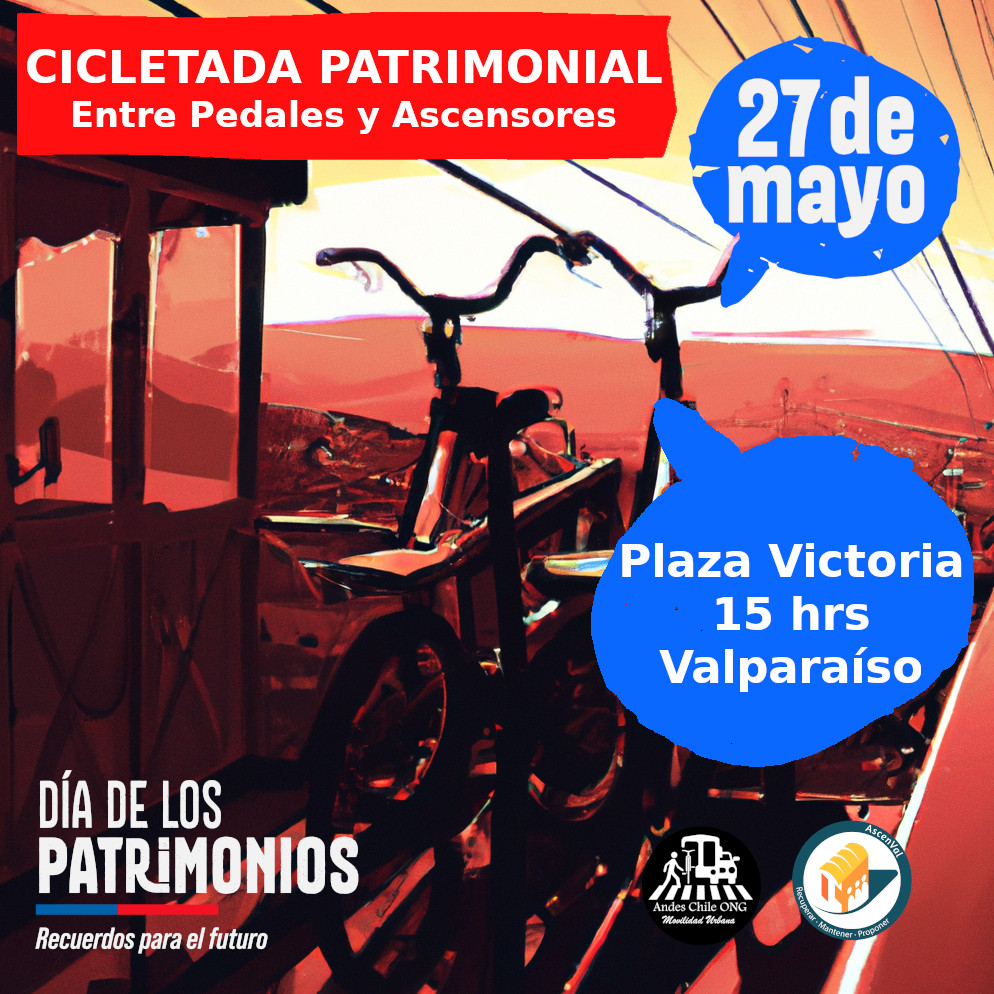 CICLETADA PATRIMONIAL
Entre Pedales y Ascensores
27 de
mayo
Plaza Victoria
15 hrs
Valparaíso
DÍA DE LOS
PATRiMONIOS
Recuerdos para el futuro
Andes Chile ONG
Movilidad Urbana
AscenVal
Recuperar · Mantener · Proponer